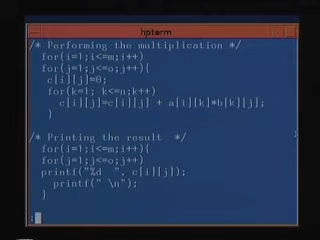 hpterm
/* Performing the multiplication */
for(i=1;i<=m;i++)
for(j=1;j<=o;j++){
c[i][j]=0;
for(k=1; k<=n;k++)
c[i][j]=c[i][j] + a[i][k]*b[k][j];
}
/* Printing the result */
for(i=1;i<=m;i++){
for(j=1;j<=o;j++)
printf("%d  ", c[i][j]);
printf(" \n");
}
:
}